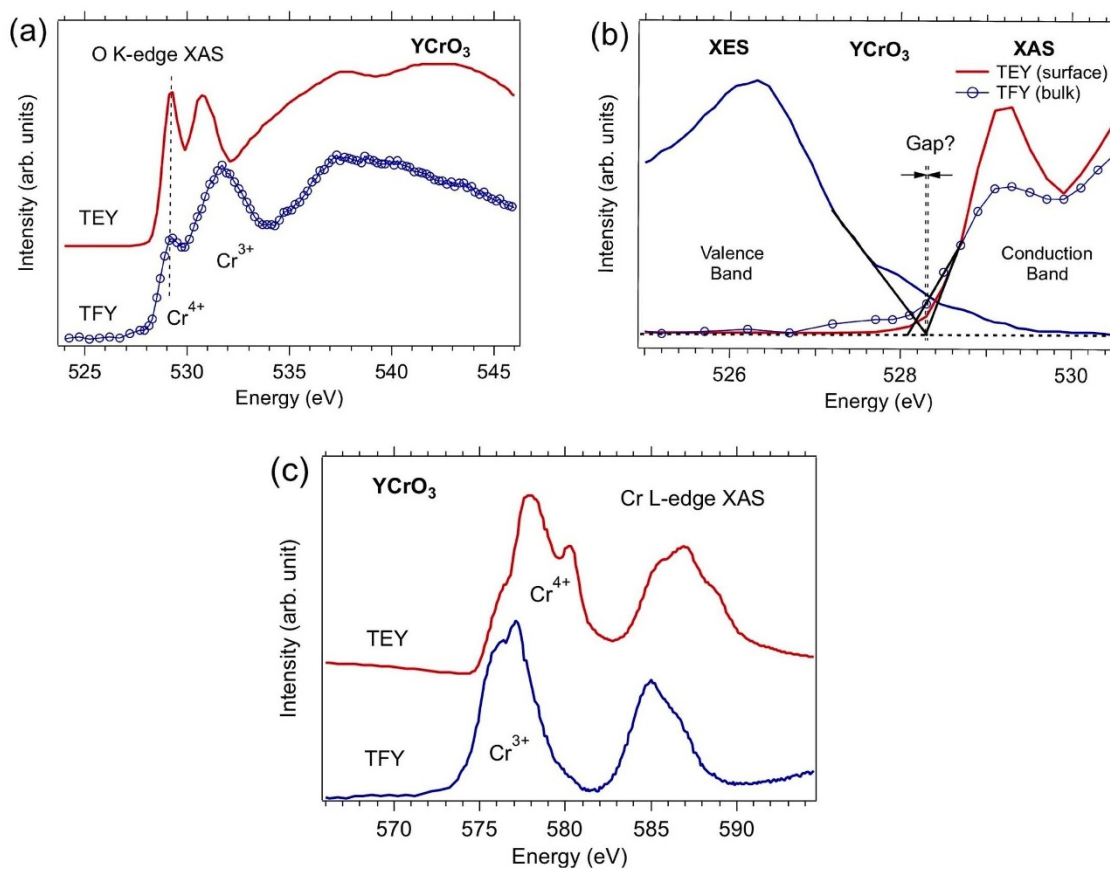 (a)
O K-edge XAS
YCrO₃
TEY
TFY
Cr³⁺
Cr⁴⁺
Intensity (arb. units)
525 530 535 540 545
Energy (eV)
(b)
XES YCrO₃ XAS
TEY (surface)
TFY (bulk)
Gap?
Valence
Band
Conduction
Band
Intensity (arb. units)
526 528 530
Energy (eV)
(c)
YCrO₃
Cr L-edge XAS
TEY
Cr⁴⁺
TFY
Cr³⁺
Intensity (arb. unit)
570 575 580 585 590
Energy (eV)